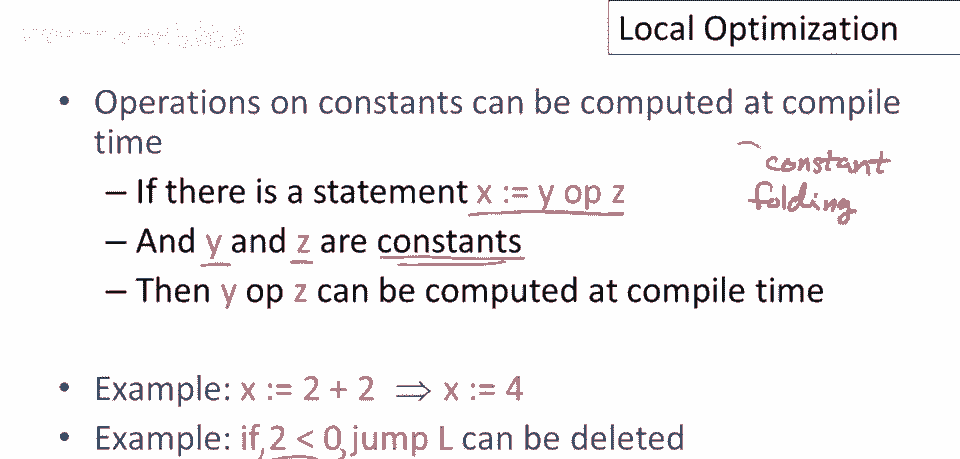 Local Optimization
• Operations on constants can be computed at compile
time
– If there is a statement x := y op z
– And y and z are constants
– Then y op z can be computed at compile time
constant
folding
• Example: x := 2 + 2 ⇒ x := 4
• Example: if 2 < 0 jump L can be deleted